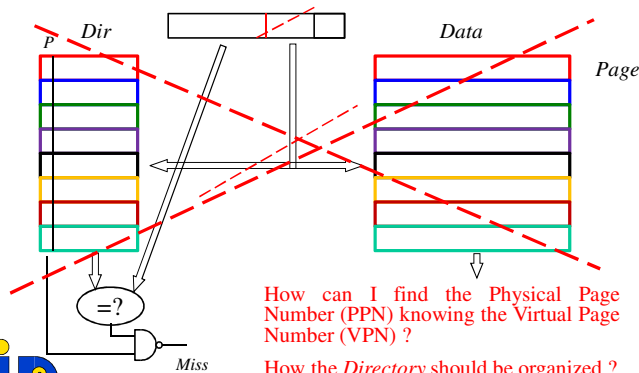 Dir
Data
P
Page
=?
Miss
How can I find the Physical Page
Number (PPN) knowing the Virtual Page
Number (VPN) ?
How the Directory should be organized ?